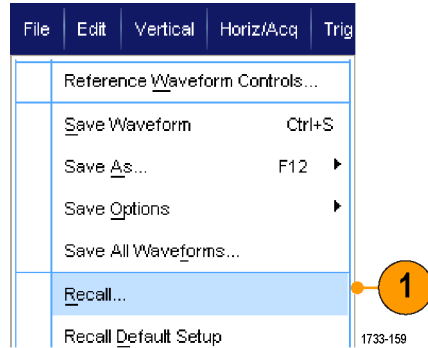 File Edit Vertical Horiz/Acq Trig
Reference Waveform Controls...
Save Waveform Ctrl+S
Save As... F12
Save Options
Save All Waveforms...
Recall...
1
Recall Default Setup
1733-159